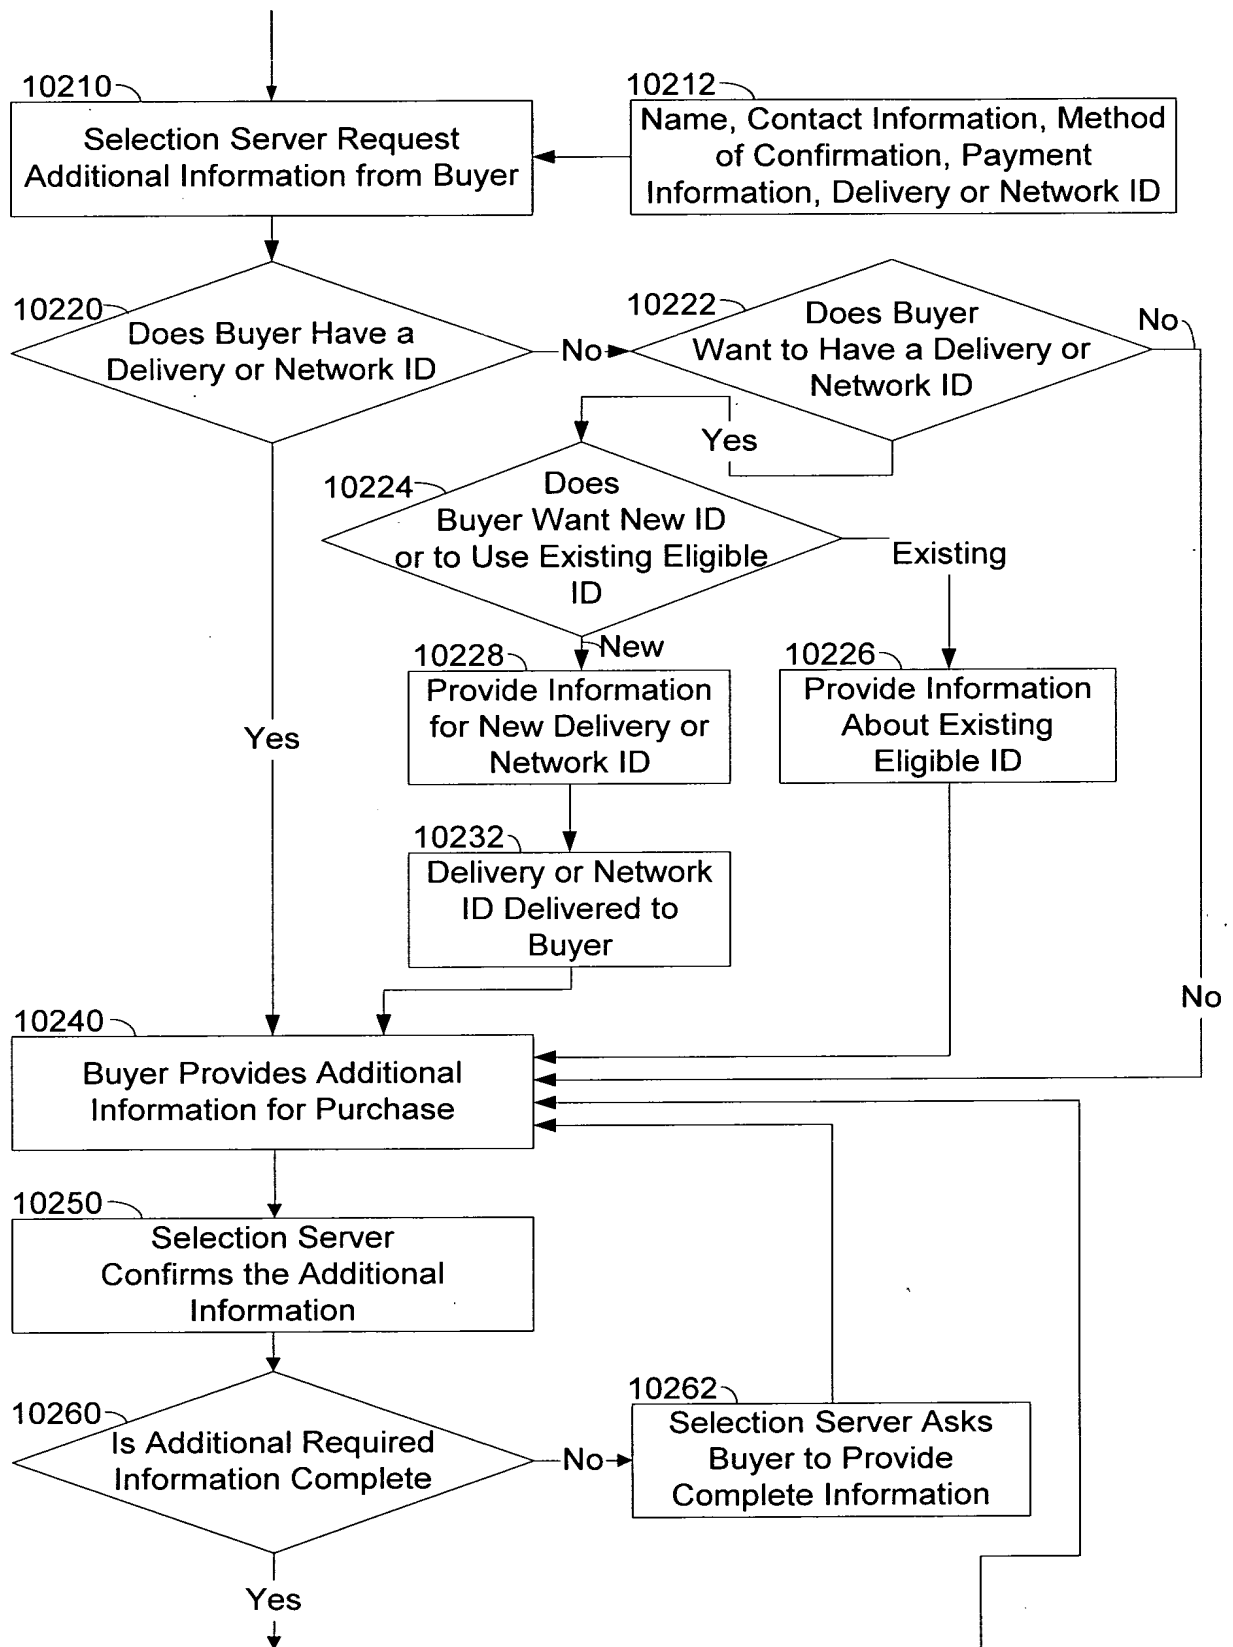 10210
Selection Server Request
Additional Information from Buyer
10212
Name, Contact Information, Method
of Confirmation, Payment
Information, Delivery or Network ID
10220
Does Buyer Have a
Delivery or Network ID
No
10222
Does Buyer
Want to Have a Delivery or
Network ID
No
Yes
10224
Does
Buyer Want New ID
or to Use Existing Eligible
ID
Existing
New
10228
Provide Information
for New Delivery or
Network ID
10226
Provide Information
About Existing
Eligible ID
Yes
10232
Delivery or Network
ID Delivered to
Buyer
No
10240
Buyer Provides Additional
Information for Purchase
10250
Selection Server
Confirms the Additional
Information
10260
Is Additional Required
Information Complete
No
10262
Selection Server Asks
Buyer to Provide
Complete Information
Yes